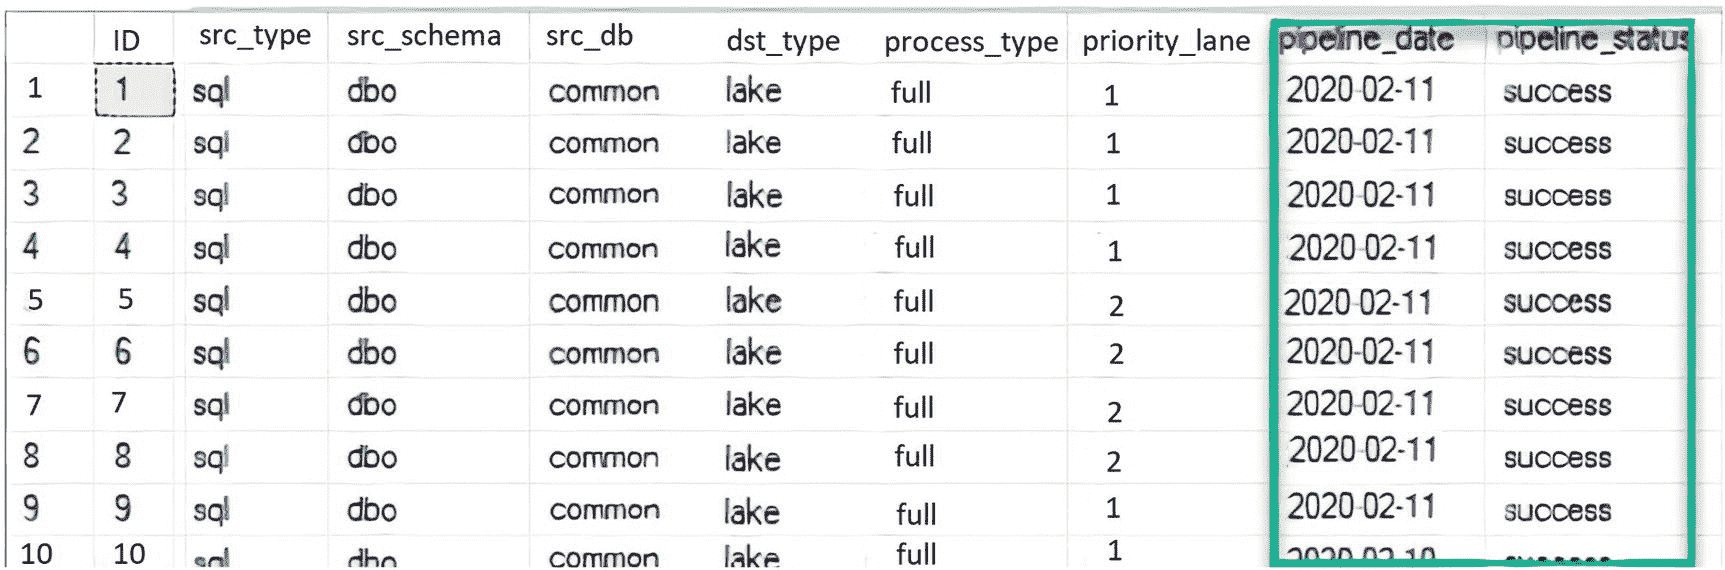 ID src_type src_schema src_db dst_type process_type priority_lane pipeline_date pipeline_status
1 1 sql dbo common lake full 1 2020-02-11 success
2 2 sql dbo common lake full 1 2020-02-11 success
3 3 sql dbo common lake full 1 2020-02-11 success
4 4 sql dbo common lake full 1 2020-02-11 success
5 5 sql dbo common lake full 2 2020-02-11 success
6 6 sql dbo common lake full 2 2020-02-11 success
7 7 sql dbo common lake full 2 2020-02-11 success
8 8 sql dbo common lake full 2 2020-02-11 success
9 9 sql dbo common lake full 1 2020-02-11 success
10 10 sql dbo common lake full 1